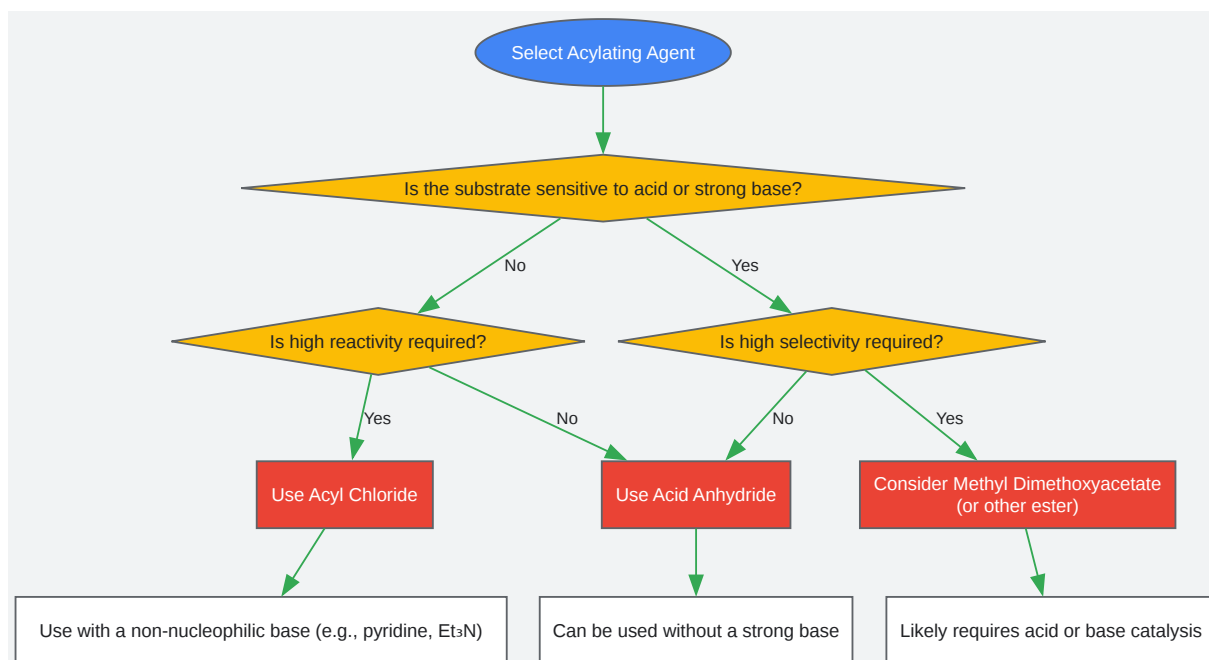 Select Acylating Agent
Is the substrate sensitive to acid or strong base?
No
Yes
Is high reactivity required?
Is high selectivity required?
Yes
No
No
Yes
Use Acyl Chloride
Use Acid Anhydride
Consider Methyl Dimethoxyacetate
(or other ester)
Use with a non-nucleophilic base (e.g., pyridine, Et₃N)
Can be used without a strong base
Likely requires acid or base catalysis